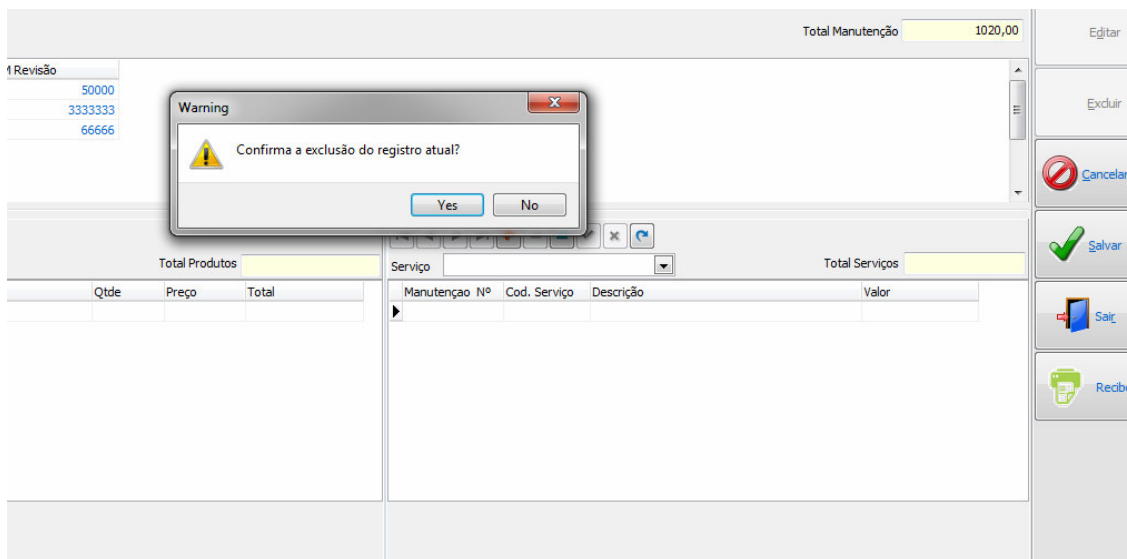 Total Manutenção 1020,00
Editar
M Revisão
50000
3333333
66666
Excluir
Warning
Confirma a exclusão do registro atual?
Yes No
Cancelar
Salvar
Total Produtos
Serviço
Total Serviços
Qtde Preço Total
Manutençao Nº Cod. Serviço Descrição Valor
Sair
Recib